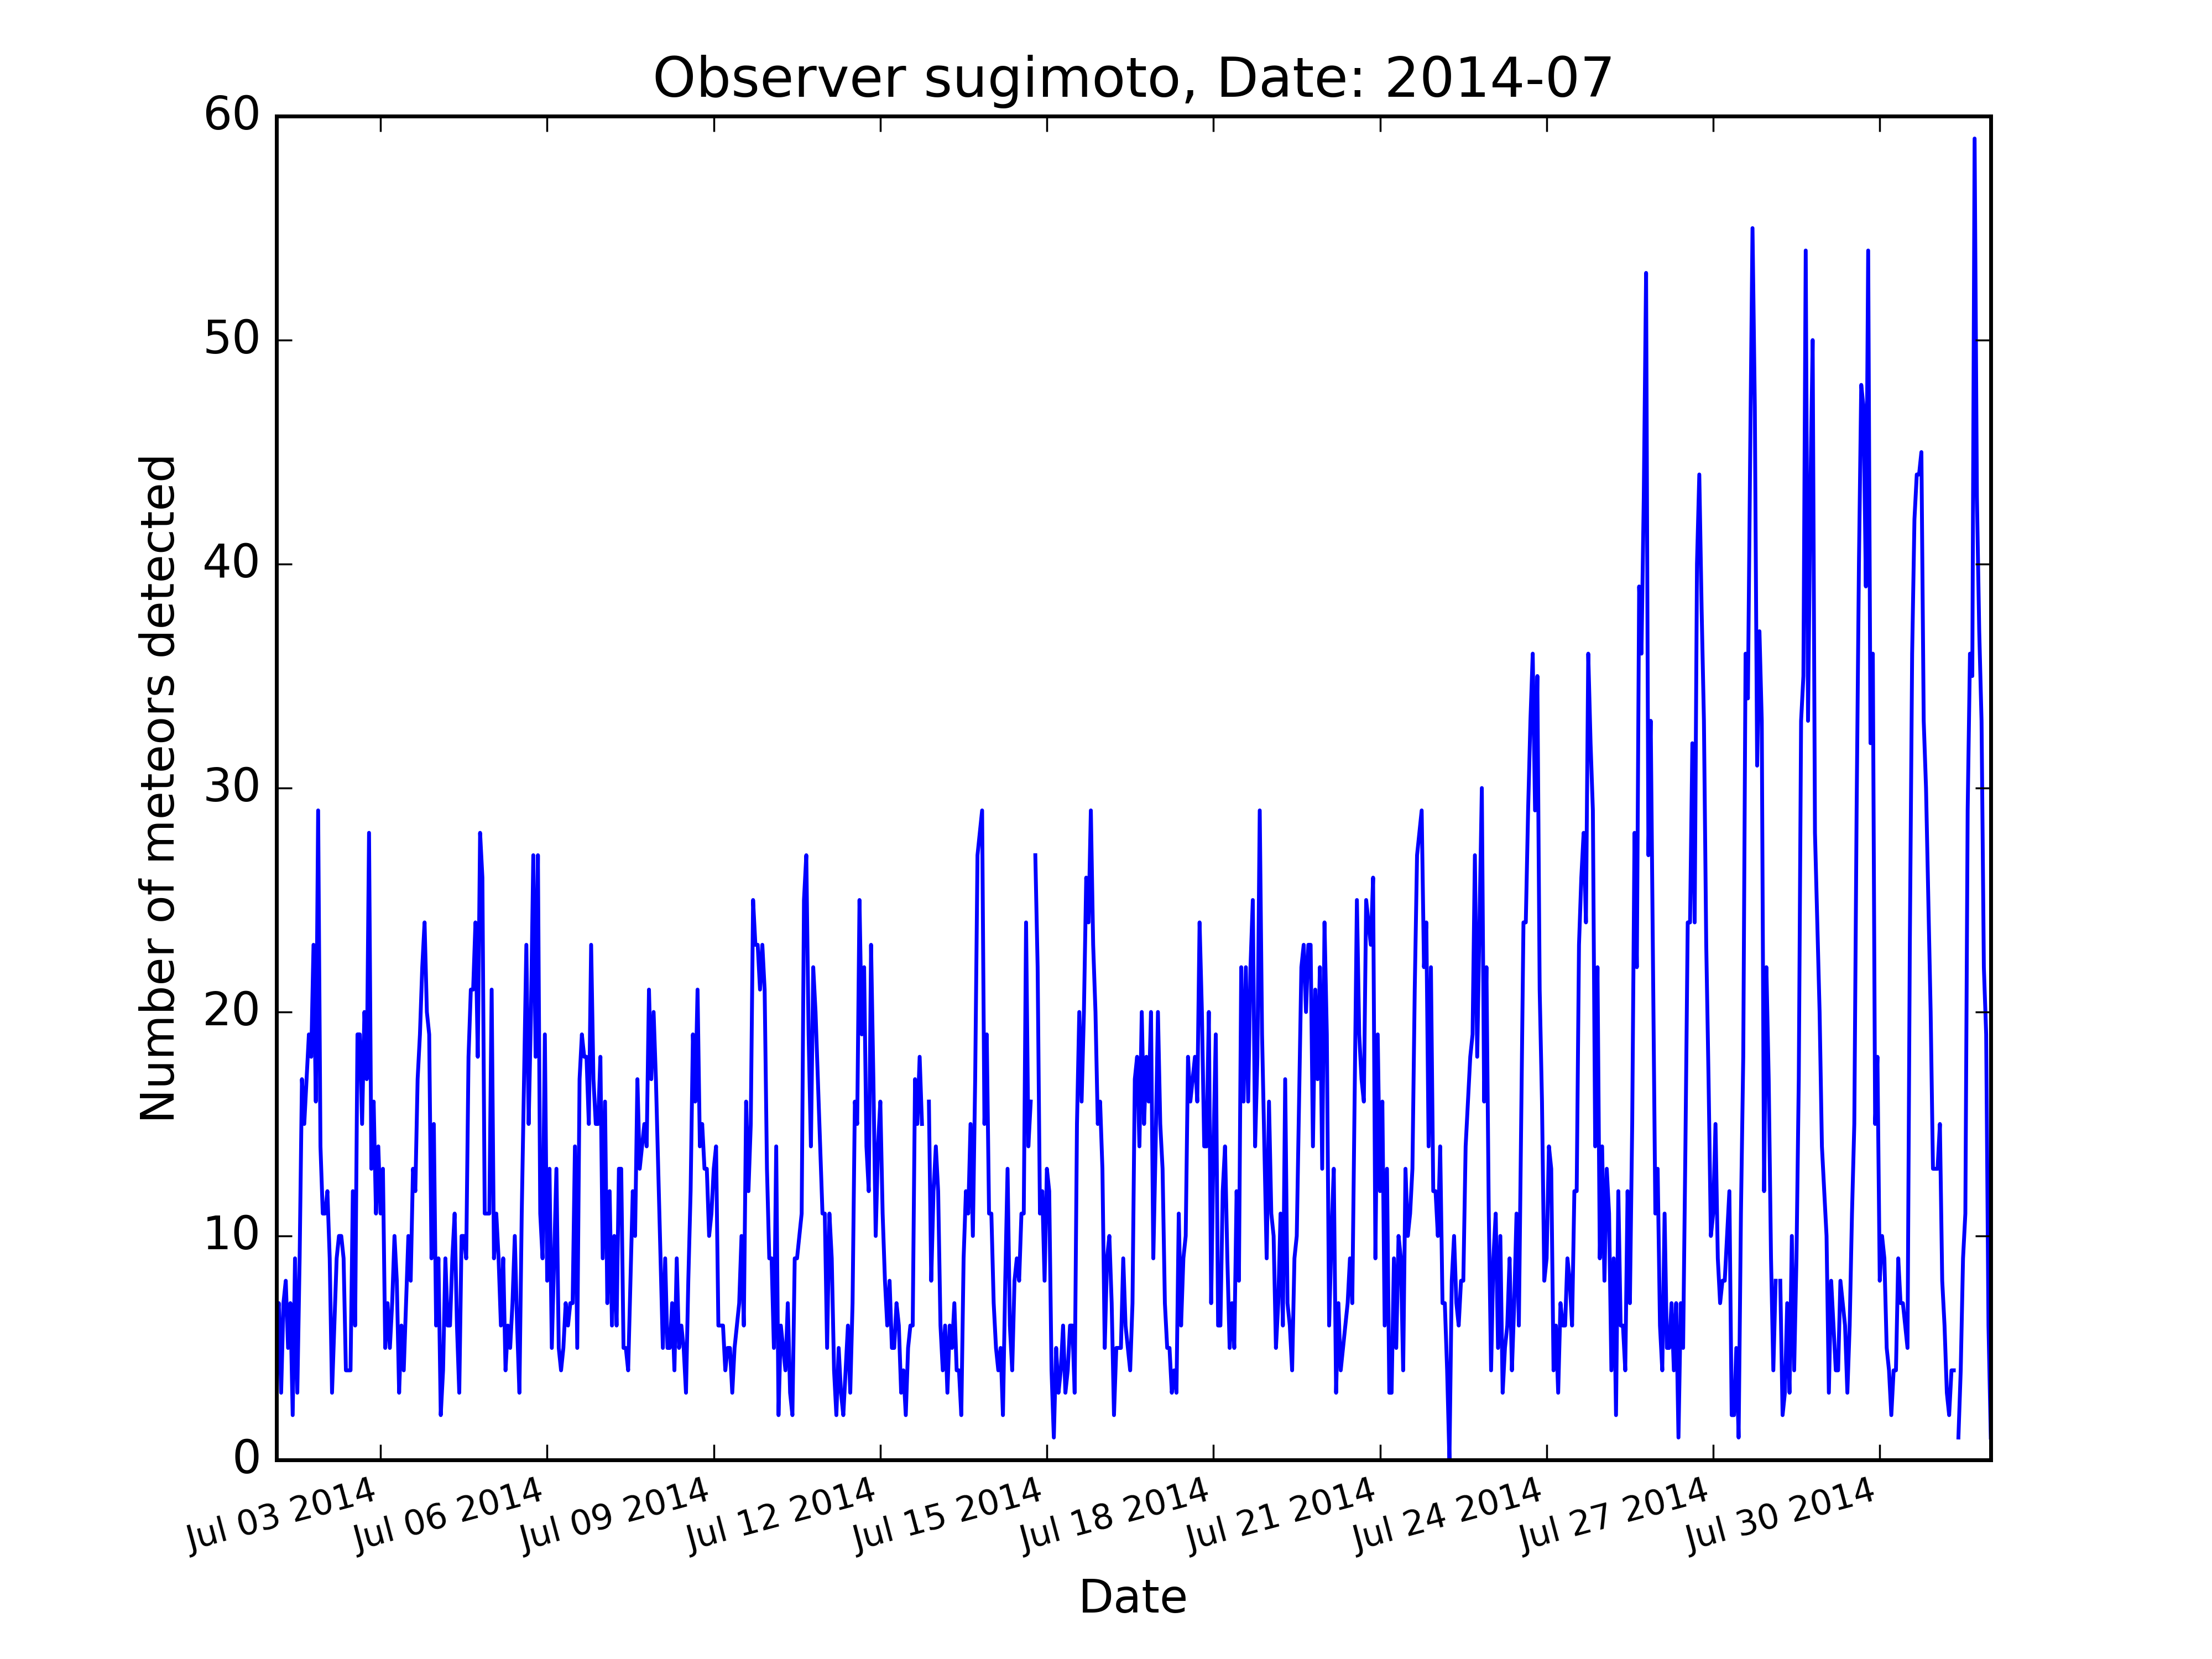 Observer sugimoto, Date: 2014-07
60
50
40
30
20
10
0
Number of meteors detected
Jul 03 2014
Jul 06 2014
Jul 09 2014
Jul 12 2014
Jul 15 2014
Jul 18 2014
Jul 21 2014
Jul 24 2014
Jul 27 2014
Jul 30 2014
Date